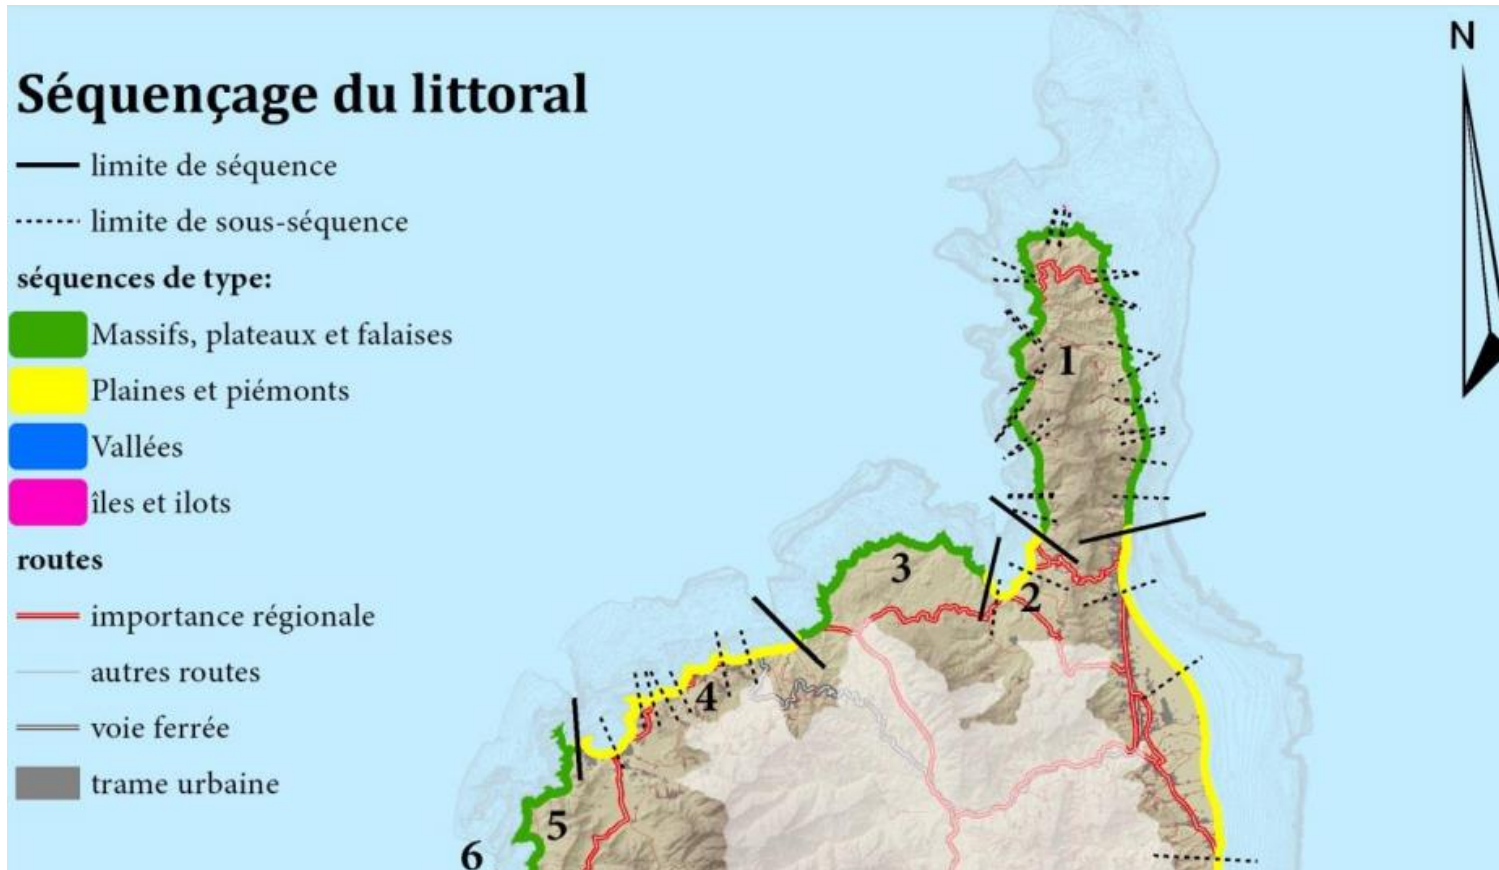 Séquençage du littoral
limite de séquence
limite de sous-séquence
séquences de type:
Massifs, plateaux et falaises
Plaines et piémonts
Vallées
îles et ilots
routes
importance régionale
autres routes
voie ferrée
trame urbaine
N
1
2
3
4
5
6